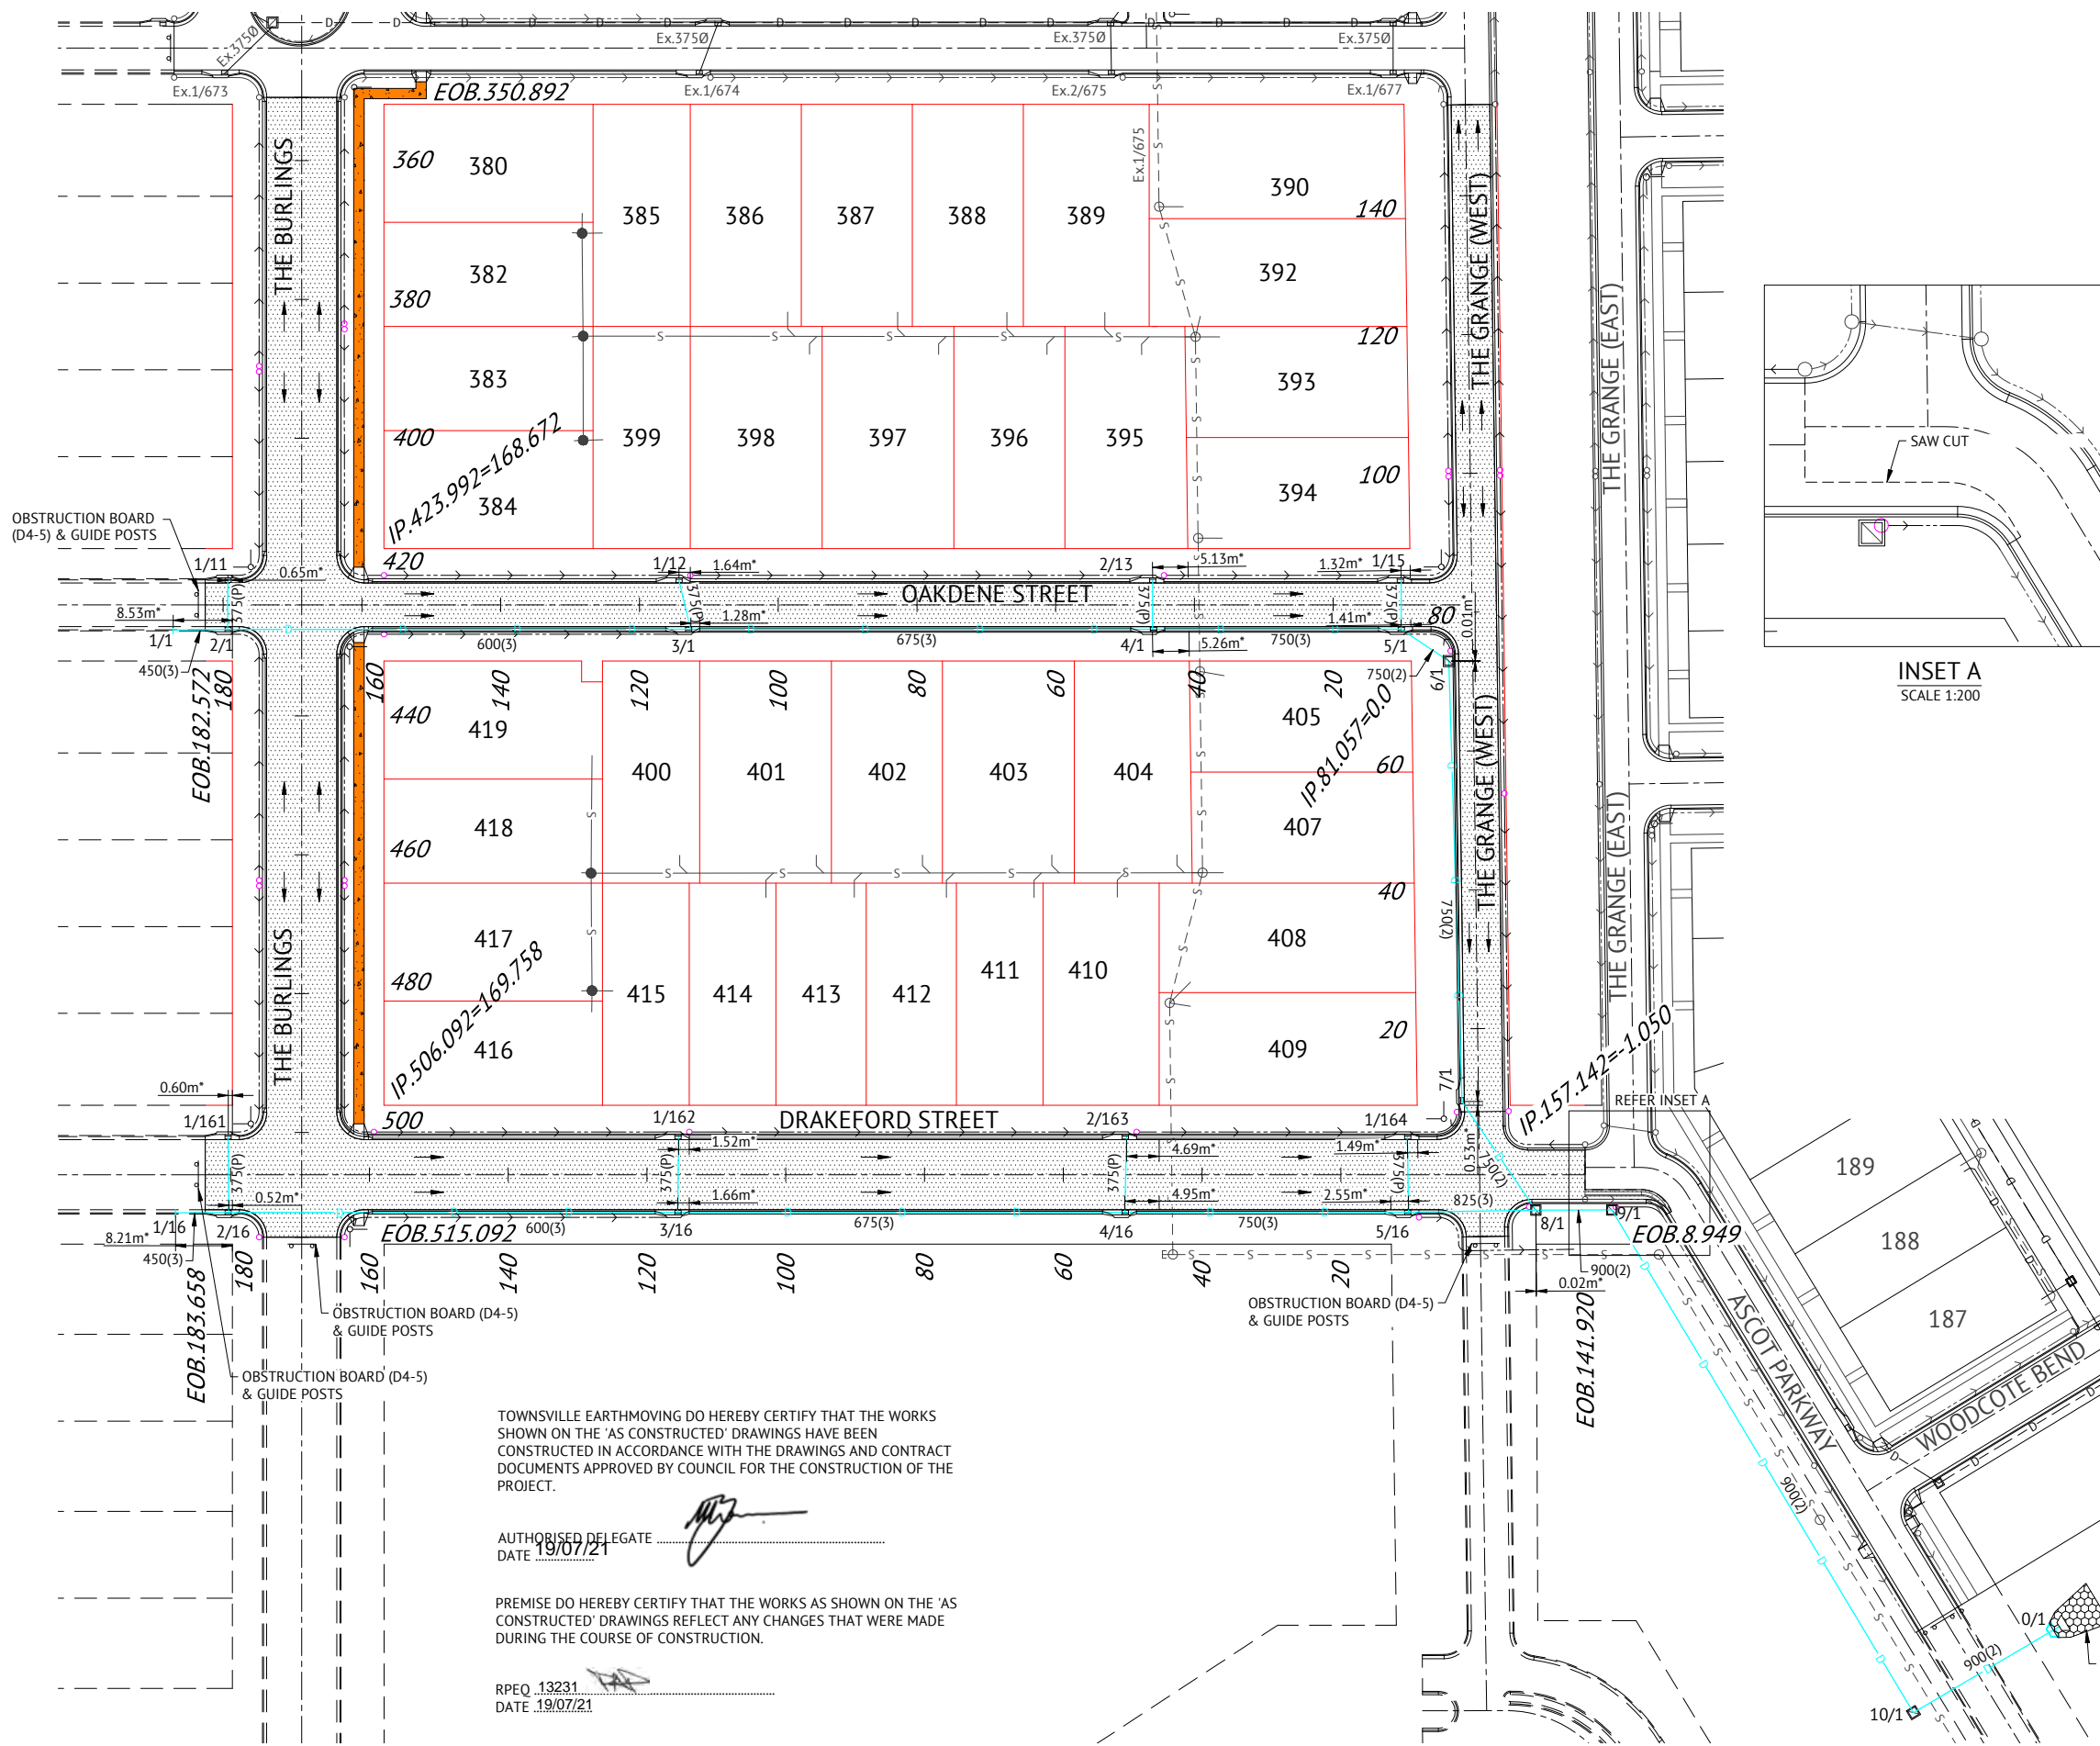 Ex.375Ø
Ex.375Ø
Ex.375Ø
Ex.375Ø
Ex.1/673
EOB.350.892
Ex.1/674
Ex.2/675
Ex.1/677
Ex.1/675
THE BURLINGS
360
380
385
386
387
388
389
390
140
THE GRANGE (WEST)
382
392
380
120
THE GRANGE (EAST)
383
393
400
399
398
397
396
395
IP.423.992=168.672
384
394
100
SAW CUT
INSET A
SCALE 1:200
OBSTRUCTION BOARD
(D4-5) & GUIDE POSTS
1/11
0.65m*
420
1/12
1.64m*
2/13
5.13m*
1.32m*
1/15
375(P)
375(P)
375(P)
375(P)
OAKDENE STREET
80
0.01m*
8.53m*
1.28m*
1.41m*
1/1
2/1
600(3)
3/1
675(3)
4/1
750(3)
5/1
5.26m*
450(3)
750(2)
6/1
EOB.182.572
180
160
140
120
100
80
60
40
20
440
419
400
401
402
403
404
405
IP.81.057=0.0
60
THE GRANGE (WEST)
THE GRANGE (EAST)
460
418
407
40
750(2)
THE BURLINGS
417
408
480
IP.506.092=169.758
415
414
413
412
411
410
416
409
20
7/1
IP.157.142=-1.050
REFER INSET A
0.60m*
1/161
500
1/162
DRAKEFORD STREET
2/163
1/164
1.52m*
4.69m*
1.49m*
0.53m*
750(2)
375(P)
375(P)
375(P)
375(P)
0.52m*
1.66m*
4.95m*
2.55m*
825(3)
1/16
2/16
EOB.515.092
600(3)
3/16
675(3)
4/16
750(3)
5/16
8/1
9/1
EOB.8.949
8.21m*
450(3)
900(2)
0.02m*
EOB.183.658
180
160
140
120
100
80
60
40
20
EOB.141.920
OBSTRUCTION BOARD (D4-5)
& GUIDE POSTS
OBSTRUCTION BOARD (D4-5)
& GUIDE POSTS
OBSTRUCTION BOARD (D4-5)
& GUIDE POSTS
189
188
187
ASCOT PARKWAY
WOODCOTE BEND
900(2)
0/1
900(2)
10/1
TOWNSVILLE EARTHMOVING DO HEREBY CERTIFY THAT THE WORKS
SHOWN ON THE 'AS CONSTRUCTED' DRAWINGS HAVE BEEN
CONSTRUCTED IN ACCORDANCE WITH THE DRAWINGS AND CONTRACT
DOCUMENTS APPROVED BY COUNCIL FOR THE CONSTRUCTION OF THE
PROJECT.
AUTHORISED DELEGATE
DATE 19/07/21
PREMISE DO HEREBY CERTIFY THAT THE WORKS AS SHOWN ON THE 'AS
CONSTRUCTED' DRAWINGS REFLECT ANY CHANGES THAT WERE MADE
DURING THE COURSE OF CONSTRUCTION.
RPEQ 13231
DATE 19/07/21